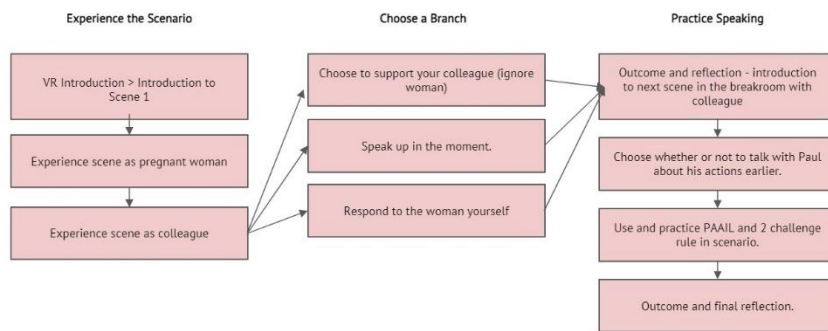 Experience the Scenario
VR Introduction > Introduction to
Scene 1
Experience scene as pregnant woman
Experience scene as colleague
Choose a Branch
Choose to support your colleague (ignore
woman)
Speak up in the moment.
Respond to the woman yourself
Practice Speaking
Outcome and reflection - introduction
to next scene in the breakroom with
colleague
Choose whether or not to talk with Paul
about his actions earlier.
Use and practice PAAIL and 2 challenge
rule in scenario.
Outcome and final reflection.